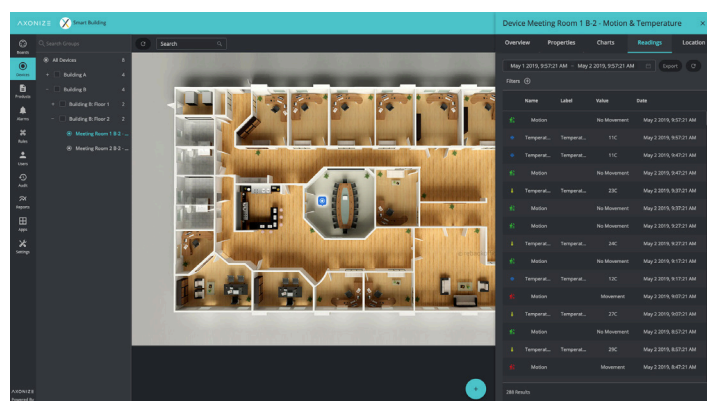 AXONIZE Smart Building
Boards
Devices
Products
Alarms
Rules
Users
Audit
Reports
Apps
Settings
AXONIZE
Powered By
Search Groups
All Devices 8
+ Building A 4
− Building B 4
+ Building B: Floor 1 2
− Building B: Floor 2 2
Meeting Room 1 B-2 - ...
Meeting Room 2 B-2 - ...
Search
+
Device Meeting Room 1 B-2 - Motion & Temperature ×
Overview Properties Charts Readings Location
May 1 2019, 9:57:21 AM - May 2 2019, 9:57:21 AM Export
Filters
Name Label Value Date
Motion No Movement May 2 2019, 9:57:21 AM
Temperat... Temperat... 11C May 2 2019, 9:57:21 AM
Temperat... Temperat... 11C May 2 2019, 9:47:21 AM
Motion No Movement May 2 2019, 9:47:21 AM
Temperat... Temperat... 23C May 2 2019, 9:37:21 AM
Motion No Movement May 2 2019, 9:37:21 AM
Motion No Movement May 2 2019, 9:27:21 AM
Temperat... Temperat... 24C May 2 2019, 9:27:21 AM
Motion No Movement May 2 2019, 9:17:21 AM
Temperat... Temperat... 12C May 2 2019, 9:17:21 AM
Motion Movement May 2 2019, 9:07:21 AM
Temperat... Temperat... 27C May 2 2019, 9:07:21 AM
Motion No Movement May 2 2019, 8:57:21 AM
Temperat... Temperat... 29C May 2 2019, 8:57:21 AM
Motion Movement May 2 2019, 8:47:21 AM
288 Results